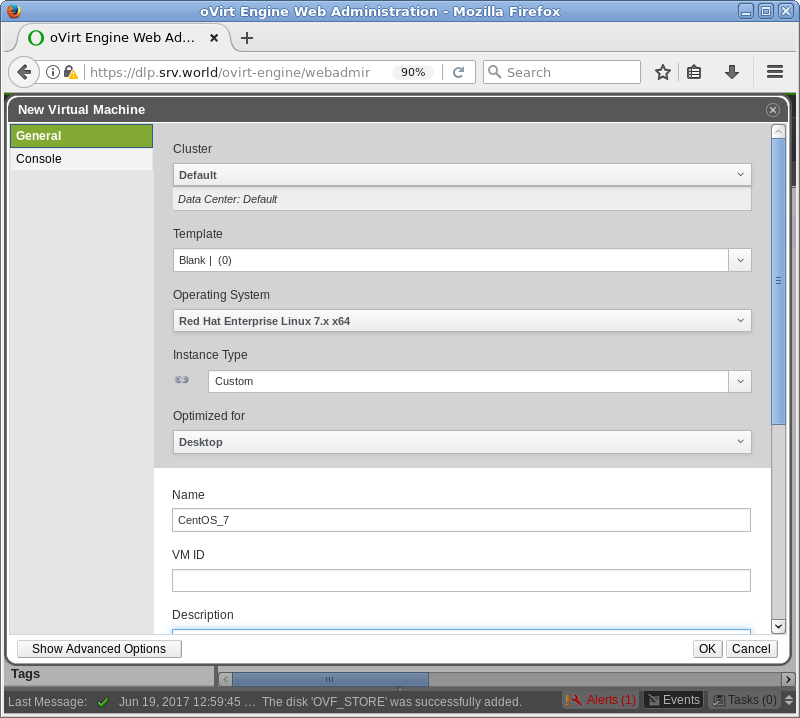 oVirt Engine Web Administration - Mozilla Firefox
oVirt Engine Web Ad...
https://dlp.srv.world/ovirt-engine/webadmin
90%
Search
New Virtual Machine
General
Console
Cluster
Default
Data Center: Default
Template
Blank | (0)
Operating System
Red Hat Enterprise Linux 7.x x64
Instance Type
Custom
Optimized for
Desktop
Name
CentOS_7
VM ID
Description
Show Advanced Options
OK
Cancel
Tags
Last Message: Jun 19, 2017 12:59:45 ... The disk 'OVF_STORE' was successfully added.
Alerts (1)
Events
Tasks (0)